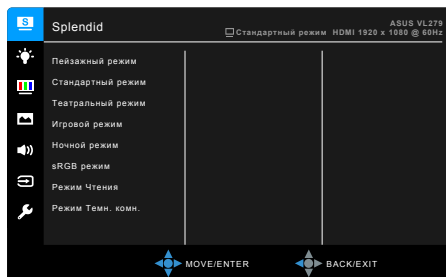 S
Splendid
ASUS VL279
Стандартный режим HDMI 1920 x 1080 @ 60Hz
Пейзажный режим
Стандартный режим
Театральный режим
Игровой режим
Ночной режим
sRGB режим
Режим Чтения
Режим Темн. комн.
MOVE/ENTER BACK/EXIT